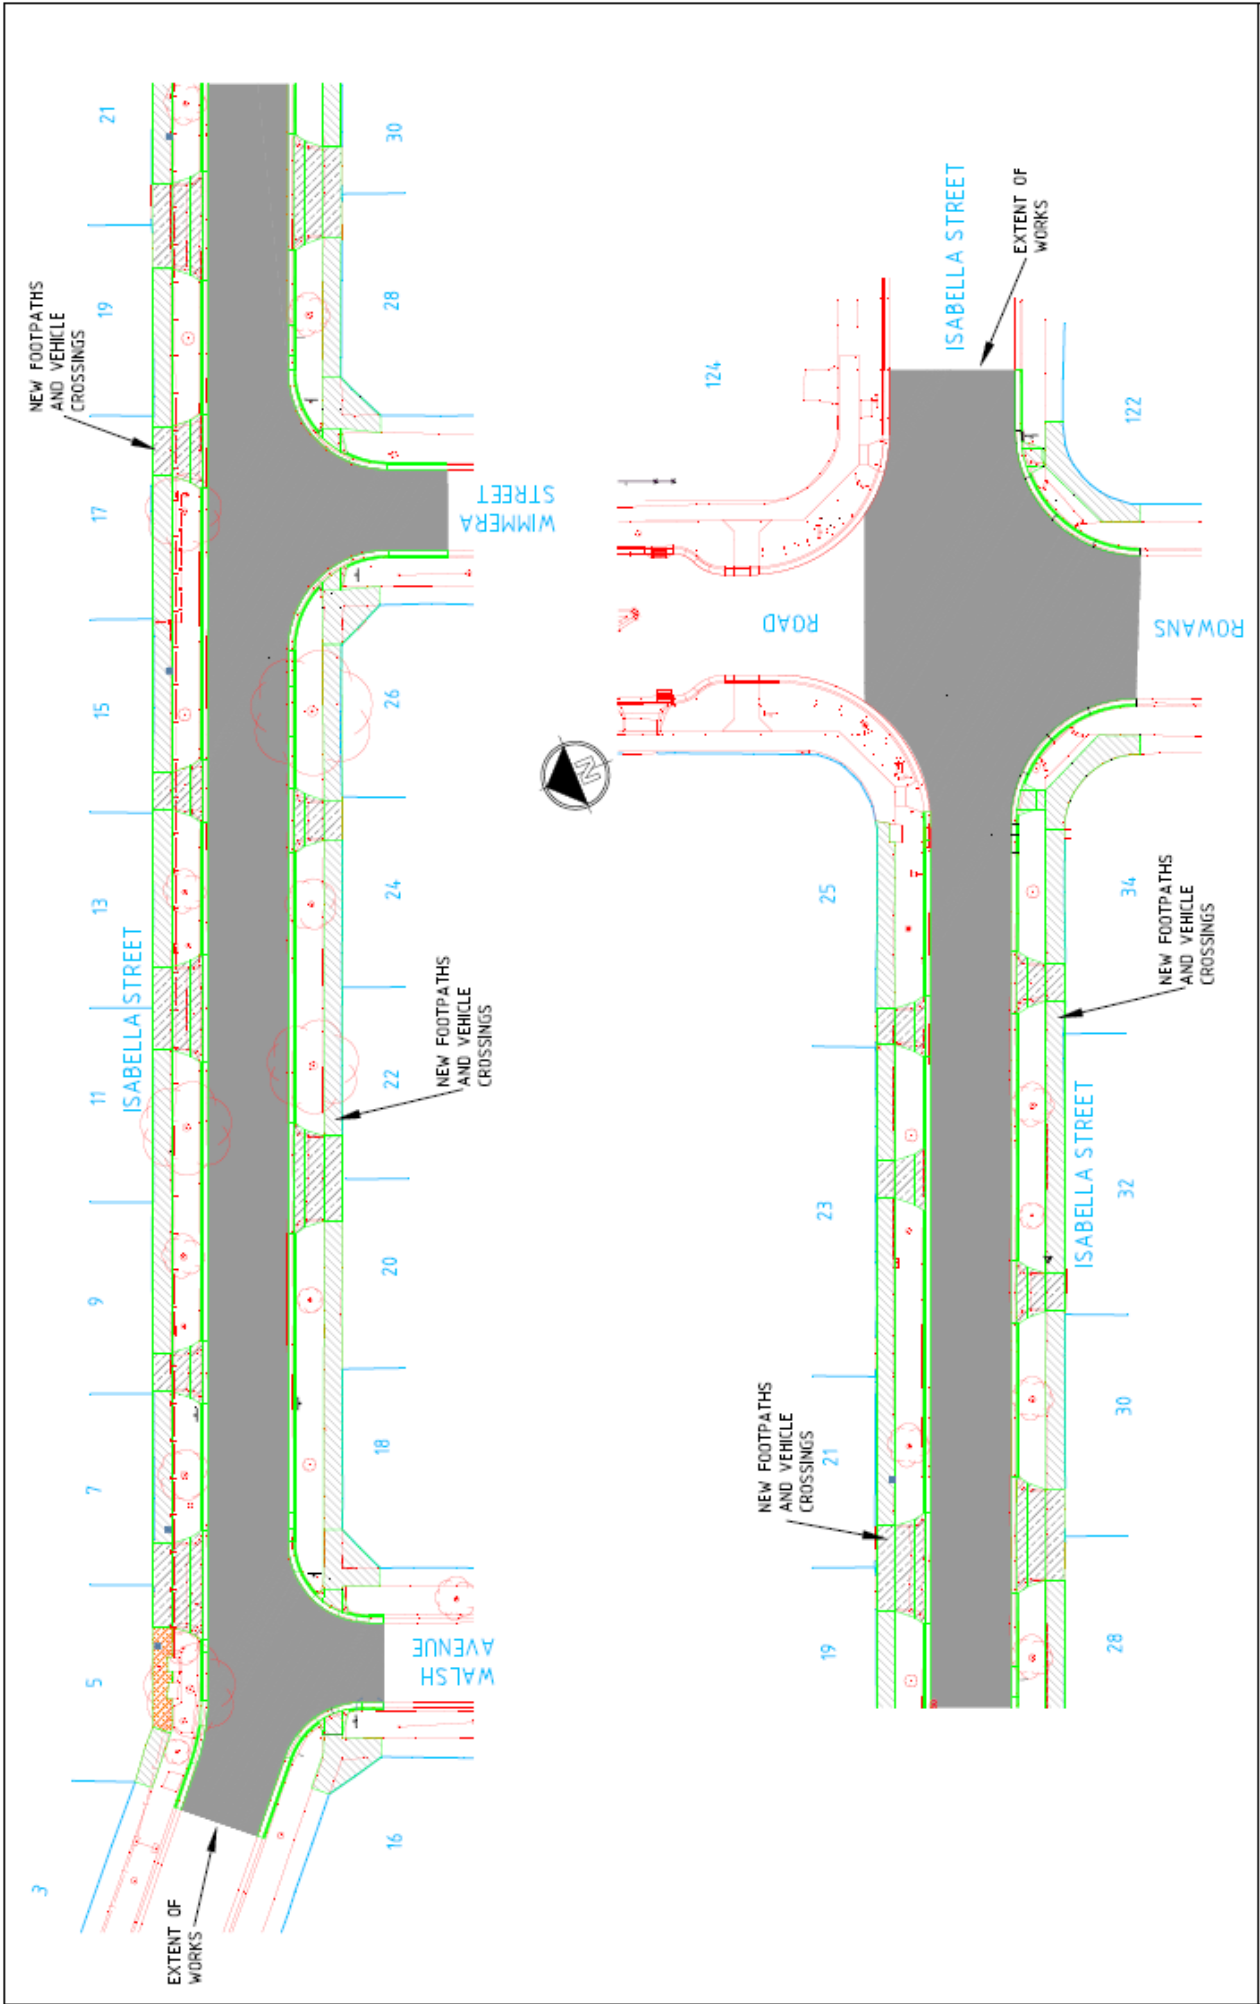 3
5
7
9
11
13
15
17
19
21
NEW FOOTPATHS
AND VEHICLE
CROSSINGS
ISABELLA STREET
EXTENT OF
WORKS
16
WALSH
AVENUE
18
20
22
24
26
WIMMERA
STREET
28
30
NEW FOOTPATHS
AND VEHICLE
CROSSINGS
N
19
21
23
25
ROAD
124
NEW FOOTPATHS
AND VEHICLE
CROSSINGS
ISABELLA STREET
EXTENT OF
WORKS
ISABELLA STREET
28
30
32
34
ROWANS
122
NEW FOOTPATHS
AND VEHICLE
CROSSINGS